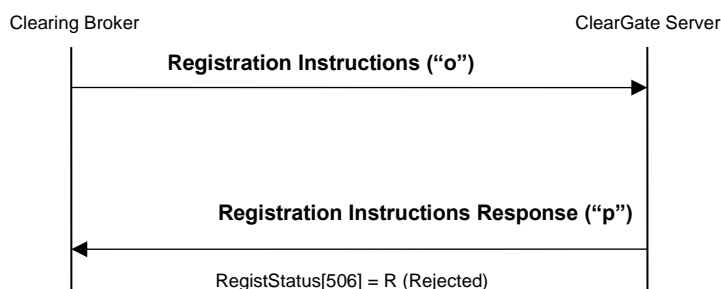 Clearing Broker
ClearGate Server
Registration Instructions (“o”)
Registration Instructions Response (“p”)
RegistStatus[506] = R (Rejected)